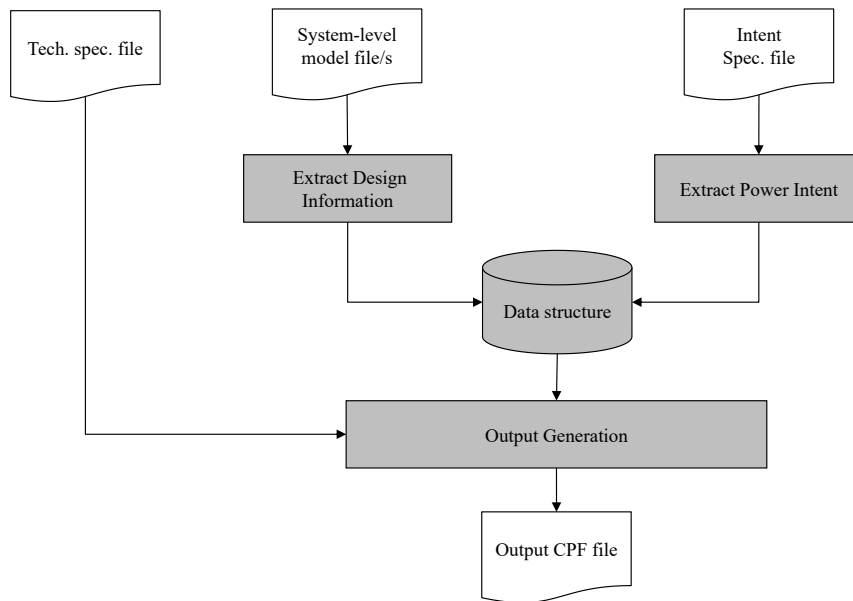 Tech. spec. file
System-level
model file/s
Intent
Spec. file
Extract Design
Information
Extract Power Intent
Data structure
Output Generation
Output CPF file